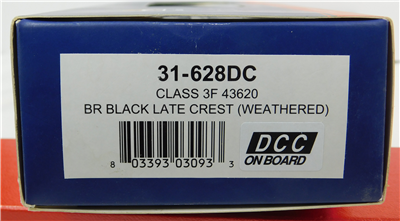 31-628DC
CLASS 3F 43620
BR BLACK LATE CREST (WEATHERED)
DCC
ON BOARD
8 03393 03093 3